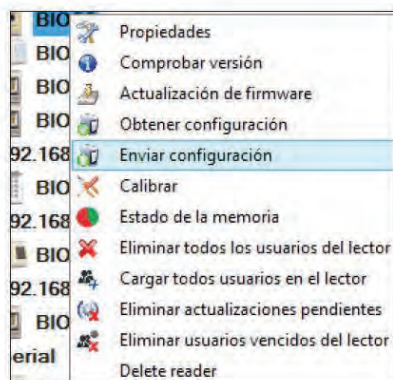 BIO
Propiedades
BIO
Comprobar versión
BIO
Actualización de firmware
BIO
Obtener configuración
92.168
Enviar configuración
BIO
Calibrar
92.168
Estado de la memoria
BIO
Eliminar todos los usuarios del lector
92.168
Cargar todos usuarios en el lector
BIO
Eliminar actualizaciones pendientes
erial
Eliminar usuarios vencidos del lector
Delete reader